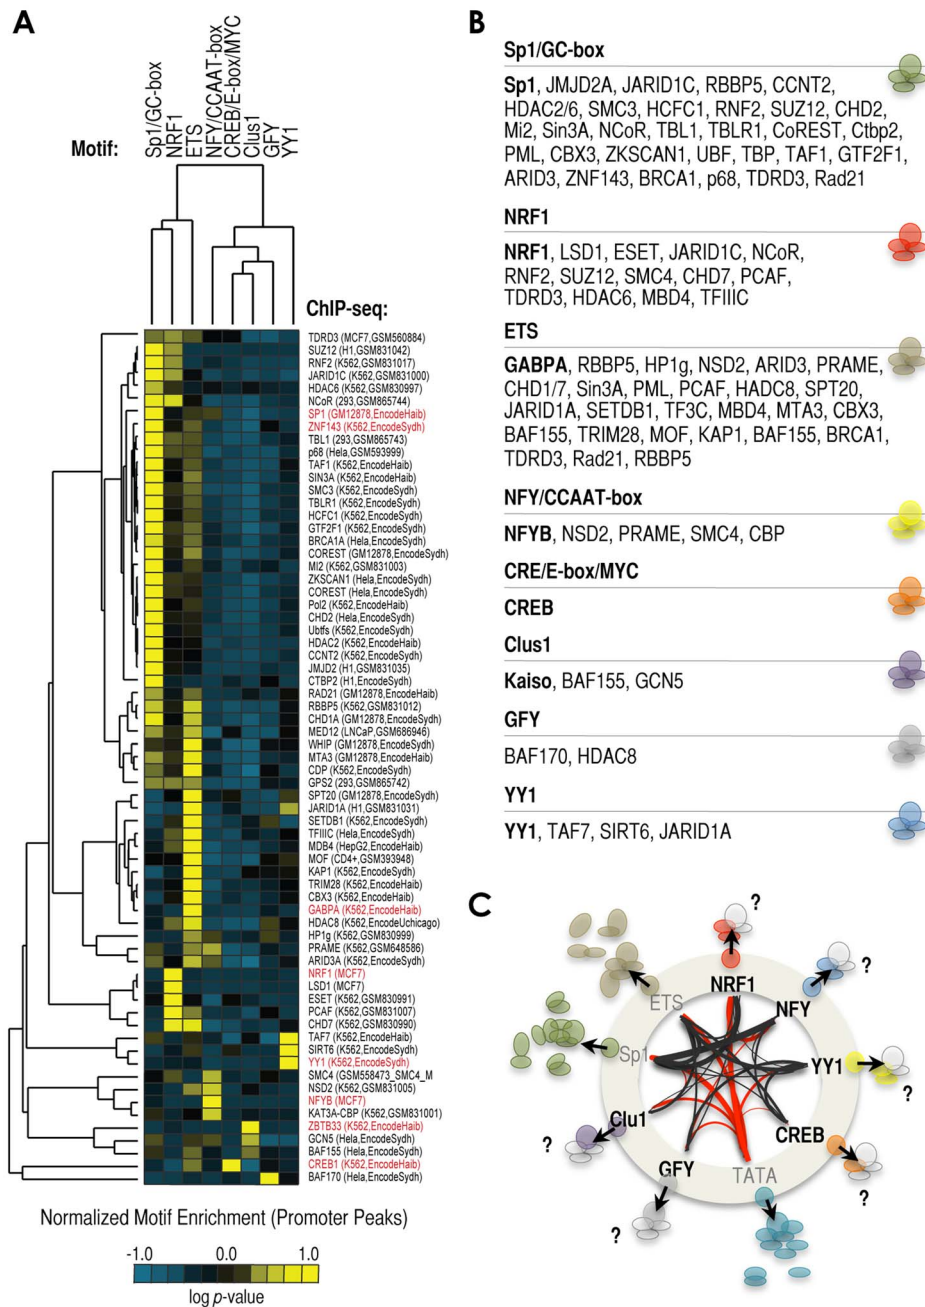 A
Motif:
Sp1/GC-box
NRF1
ETS
NFY/CCAAT-box
CREB/E-box/MYC
Clus1
GFY
YY1
ChIP-seq:
TDRD3 (MCF7,GSM560884)
SUZ12 (H1,GSM831042)
RNF2 (K562,GSM831017)
JARID1C (K562,GSM831000)
HDAC6 (K562,GSM830997)
NCoR (293,GSM865744)
SP1 (GM12878,EncodeHaib)
ZNF143 (K562,EncodeSydh)
TBL1 (293,GSM865743)
p68 (Hela,GSM593999)
TAF1 (K562,EncodeHaib)
SIN3A (K562,EncodeHaib)
SMC3 (K562,EncodeSydh)
TBLR1 (K562,EncodeSydh)
HCFC1 (K562,EncodeSydh)
GTF2F1 (K562,EncodeSydh)
BRCA1A (Hela,EncodeSydh)
COREST (GM12878,EncodeSydh)
Mi2 (K562,GSM831003)
ZKSCAN1 (Hela,EncodeSydh)
COREST (Hela,EncodeSydh)
Pol2 (K562,EncodeHaib)
CHD2 (Hela,EncodeSydh)
Ubtfs (K562,EncodeSydh)
HDAC2 (K562,EncodeHaib)
CCNT2 (K562,EncodeSydh)
JMJD2 (H1,GSM831035)
CTBP2 (H1,EncodeSydh)
RAD21 (GM12878,EncodeHaib)
RBBP5 (K562,GSM831012)
CHD1A (GM12878,EncodeSydh)
MED12 (LNCaP,GSM686946)
WHIP (GM12878,EncodeSydh)
MTA3 (GM12878,EncodeHaib)
CDP (K562,EncodeSydh)
GPS2 (293,GSM865742)
SPT20 (GM12878,EncodeSydh)
JARID1A (H1,GSM831031)
SETDB1 (K562,EncodeSydh)
TFIIIC (Hela,EncodeSydh)
MDB4 (HepG2,EncodeHaib)
MOF (CD4+,GSM393948)
KAP1 (K562,EncodeSydh)
TRIM28 (K562,EncodeHaib)
CBX3 (K562,EncodeHaib)
GABPA (K562,EncodeHaib)
HDAC8 (K562,EncodeUchicago)
HP1g (K562,GSM830999)
PRAME (K562,GSM648586)
ARID3A (K562,EncodeSydh)
NRF1 (MCF7)
LSD1 (MCF7)
ESET (K562,GSM830991)
PCAF (K562,GSM831007)
CHD7 (K562,GSM830990)
TAF7 (K562,EncodeHaib)
SIRT6 (K562,EncodeSydh)
YY1 (K562,EncodeSydh)
SMC4 (GSM558473_SMC4_M
NSD2 (K562,GSM831005)
NFYB (MCF7)
KAT3A-CBP (K562,GSM831001)
ZBTB33 (K562,EncodeHaib)
GCN5 (Hela,EncodeSydh)
BAF155 (Hela,EncodeSydh)
CREB1 (K562,EncodeHaib)
BAF170 (Hela,EncodeSydh)
Normalized Motif Enrichment (Promoter Peaks)
-1.0 0.0 1.0
log p-value
B
Sp1/GC-box
Sp1, JMJD2A, JARID1C, RBBP5, CCNT2,
HDAC2/6, SMC3, HCFC1, RNF2, SUZ12, CHD2,
Mi2, Sin3A, NCoR, TBL1, TBLR1, CoREST, Ctbp2,
PML, CBX3, ZKSCAN1, UBF, TBP, TAF1, GTF2F1,
ARID3, ZNF143, BRCA1, p68, TDRD3, Rad21
NRF1
NRF1, LSD1, ESET, JARID1C, NCoR,
RNF2, SUZ12, SMC4, CHD7, PCAF,
TDRD3, HDAC6, MBD4, TFIIIC
ETS
GABPA, RBBP5, HP1g, NSD2, ARID3, PRAME,
CHD1/7, Sin3A, PML, PCAF, HADC8, SPT20,
JARID1A, SETDB1, TF3C, MBD4, MTA3, CBX3,
BAF155, TRIM28, MOF, KAP1, BAF155, BRCA1,
TDRD3, Rad21, RBBP5
NFY/CCAAT-box
NFYB, NSD2, PRAME, SMC4, CBP
CRE/E-box/MYC
CREB
Clus1
Kaiso, BAF155, GCN5
GFY
BAF170, HDAC8
YY1
YY1, TAF7, SIRT6, JARID1A
C
?
NRF1
?
NFY
ETS
Sp1
YY1
?
Clu1
?
CREB
?
GFY
?
TATA